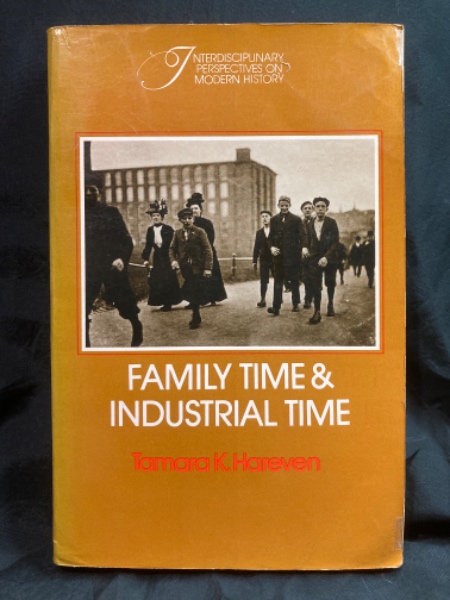 INTERDISCIPLINARY
PERSPECTIVES ON
MODERN HISTORY
FAMILY TIME &
INDUSTRIAL TIME
Tamara K. Hareven